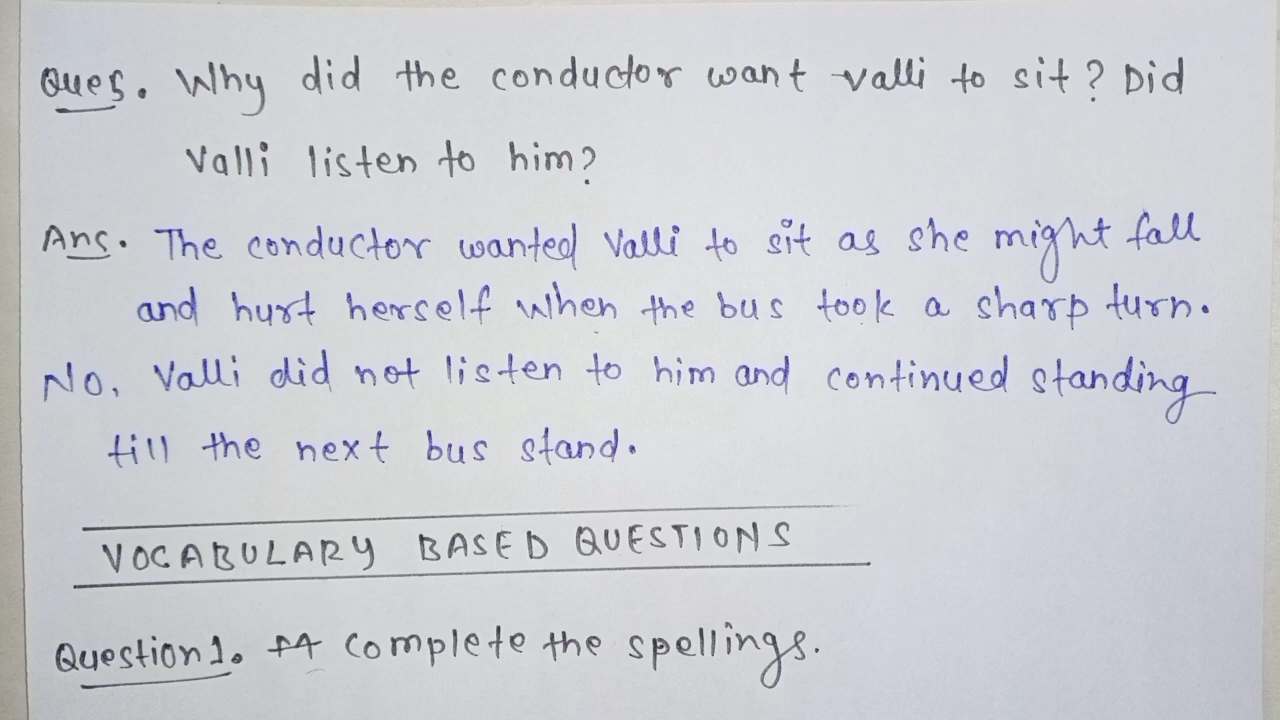 Ques. Why did the conductor want valli to sit? Did
Valli listen to him?
Ans. The conductor wanted Valli to sit as she might fall
and hurt herself when the bus took a sharp turn.
No, Valli did not listen to him and continued standing
till the next bus stand.
VOCABULARY BASED QUESTIONS
Question 1. Complete the spellings.